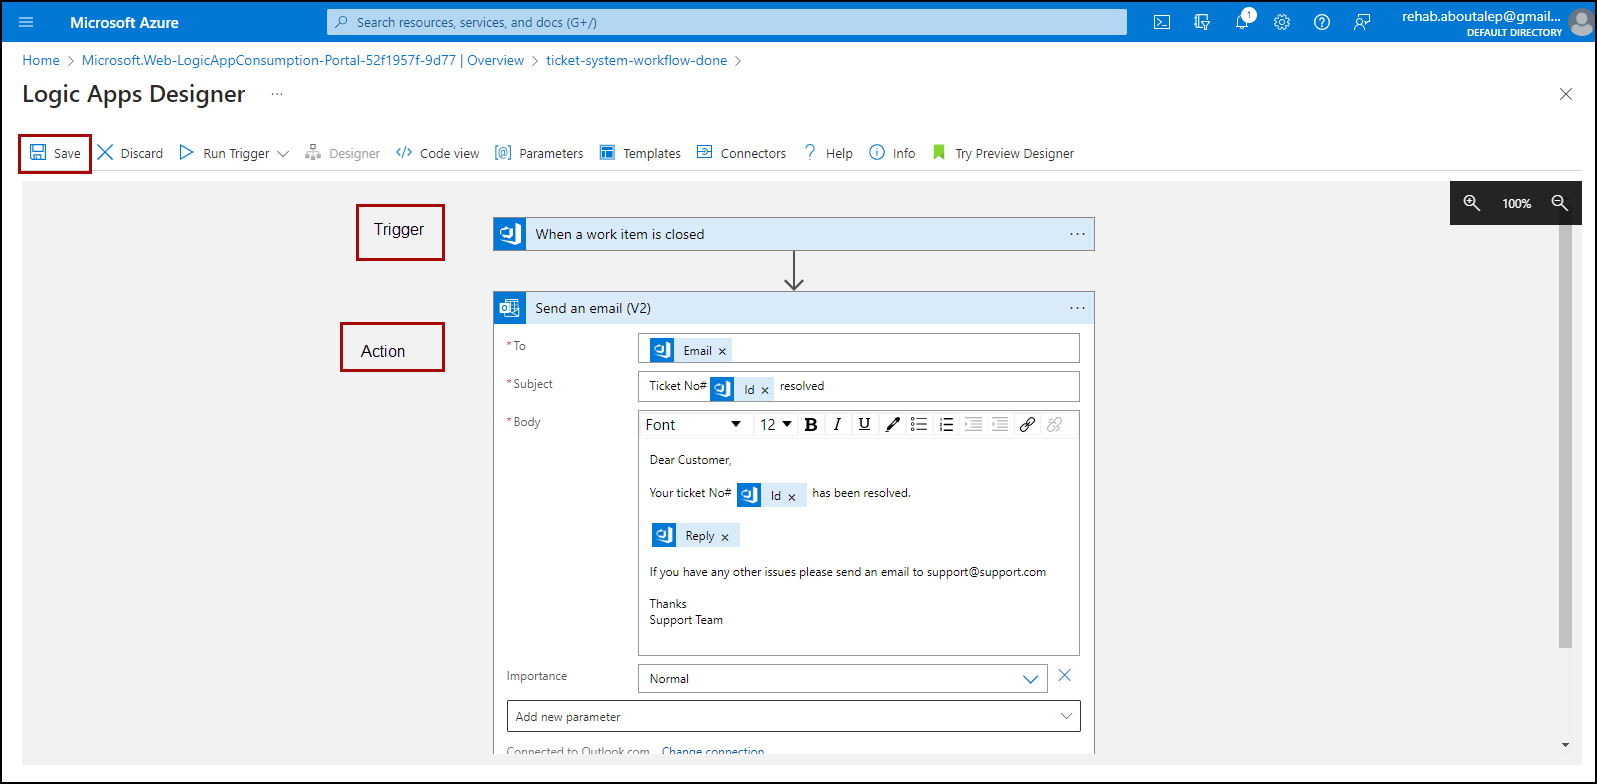 Microsoft Azure
Search resources, services, and docs (G+/)
1
rehab.aboutalep@gmail...
DEFAULT DIRECTORY
Home > Microsoft.Web-LogicAppConsumption-Portal-52f1957f-9d77 | Overview > ticket-system-workflow-done >
Logic Apps Designer ...
Save Discard Run Trigger Designer Code view Parameters Templates Connectors Help Info Try Preview Designer
100%
Trigger
When a work item is closed ...
Send an email (V2) ...
Action
*To Email ×
*Subject Ticket No# Id × resolved
*Body Font 12 B I U
Dear Customer,
Your ticket No# Id × has been resolved.
Reply ×
If you have any other issues please send an email to support@support.com
Thanks
Support Team
Importance Normal
Add new parameter
Connected to Outlook.com. Change connection